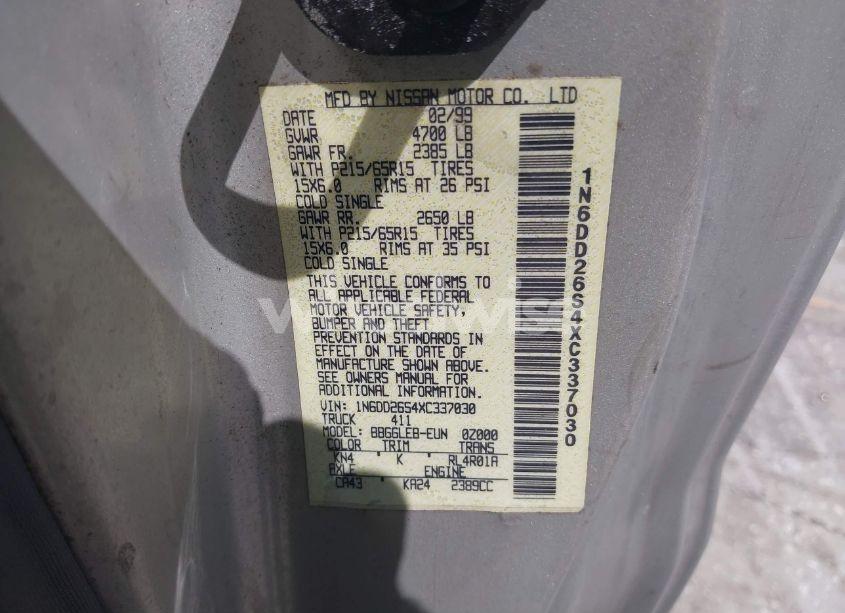 MFD BY NISSAN MOTOR CO. LTD
DATE 02/99
GVWR 4700 LB
GAWR FR. 2385 LB
WITH P215/65R15 TIRES
15X6.0 RIMS AT 26 PSI
COLD SINGLE
GAWR RR. 2650 LB
WITH P215/65R15 TIRES
15X6.0 RIMS AT 35 PSI
COLD SINGLE
THIS VEHICLE CONFORMS TO
ALL APPLICABLE FEDERAL
MOTOR VEHICLE SAFETY,
BUMPER AND THEFT
PREVENTION STANDARDS IN
EFFECT ON THE DATE OF
MANUFACTURE SHOWN ABOVE.
SEE OWNERS MANUAL FOR
ADDITIONAL INFORMATION.
VIN: 1N6DD26S4XC337030
TRUCK 411
MODEL: BBGGLEB-EUN 0Z000
COLOR TRIM TRANS
KN4 K RL4R01A
AXLE ENGINE
CA43 KA24 2389CC
1N6DD26S4XC337030